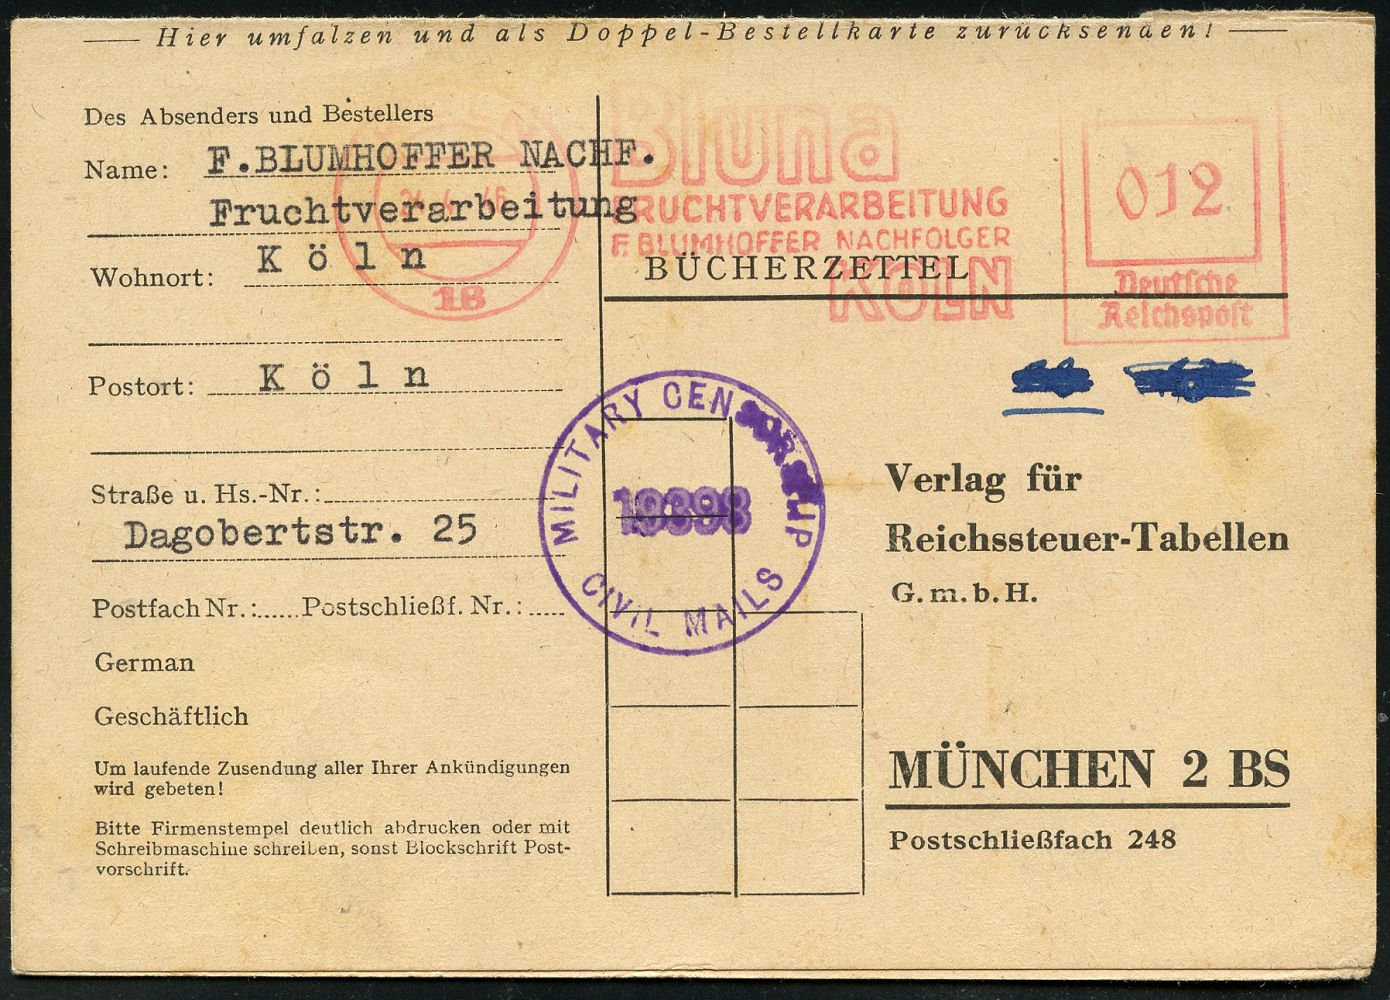 Hier umfalzen und als Doppel-Bestellkarte zurücksenden!
Des Absenders und Bestellers
Name: F.BLUMHOFFER NACHF.
Fruchtverarbeitung
Wohnort: Köln
Postort: Köln
Straße u. Hs.-Nr.:
Dagobertstr. 25
Postfach Nr.: Postschließf. Nr.:
German
Geschäftlich
Um laufende Zusendung aller Ihrer Ankündigungen
wird gebeten!
Bitte Firmenstempel deutlich abdrucken oder mit
Schreibmaschine schreiben, sonst Blockschrift Post-
vorschrift.
18
Bluna
FRUCHTVERARBEITUNG
F. BLUMHOFFER NACHFOLGER
KÖLN
012
Deutsche
Reichspost
BÜCHERZETTEL
MILITARY CENSORSHIP
CIVIL MAILS
Verlag für
Reichssteuer-Tabellen
G.m.b.H.
MÜNCHEN 2 BS
Postschließfach 248